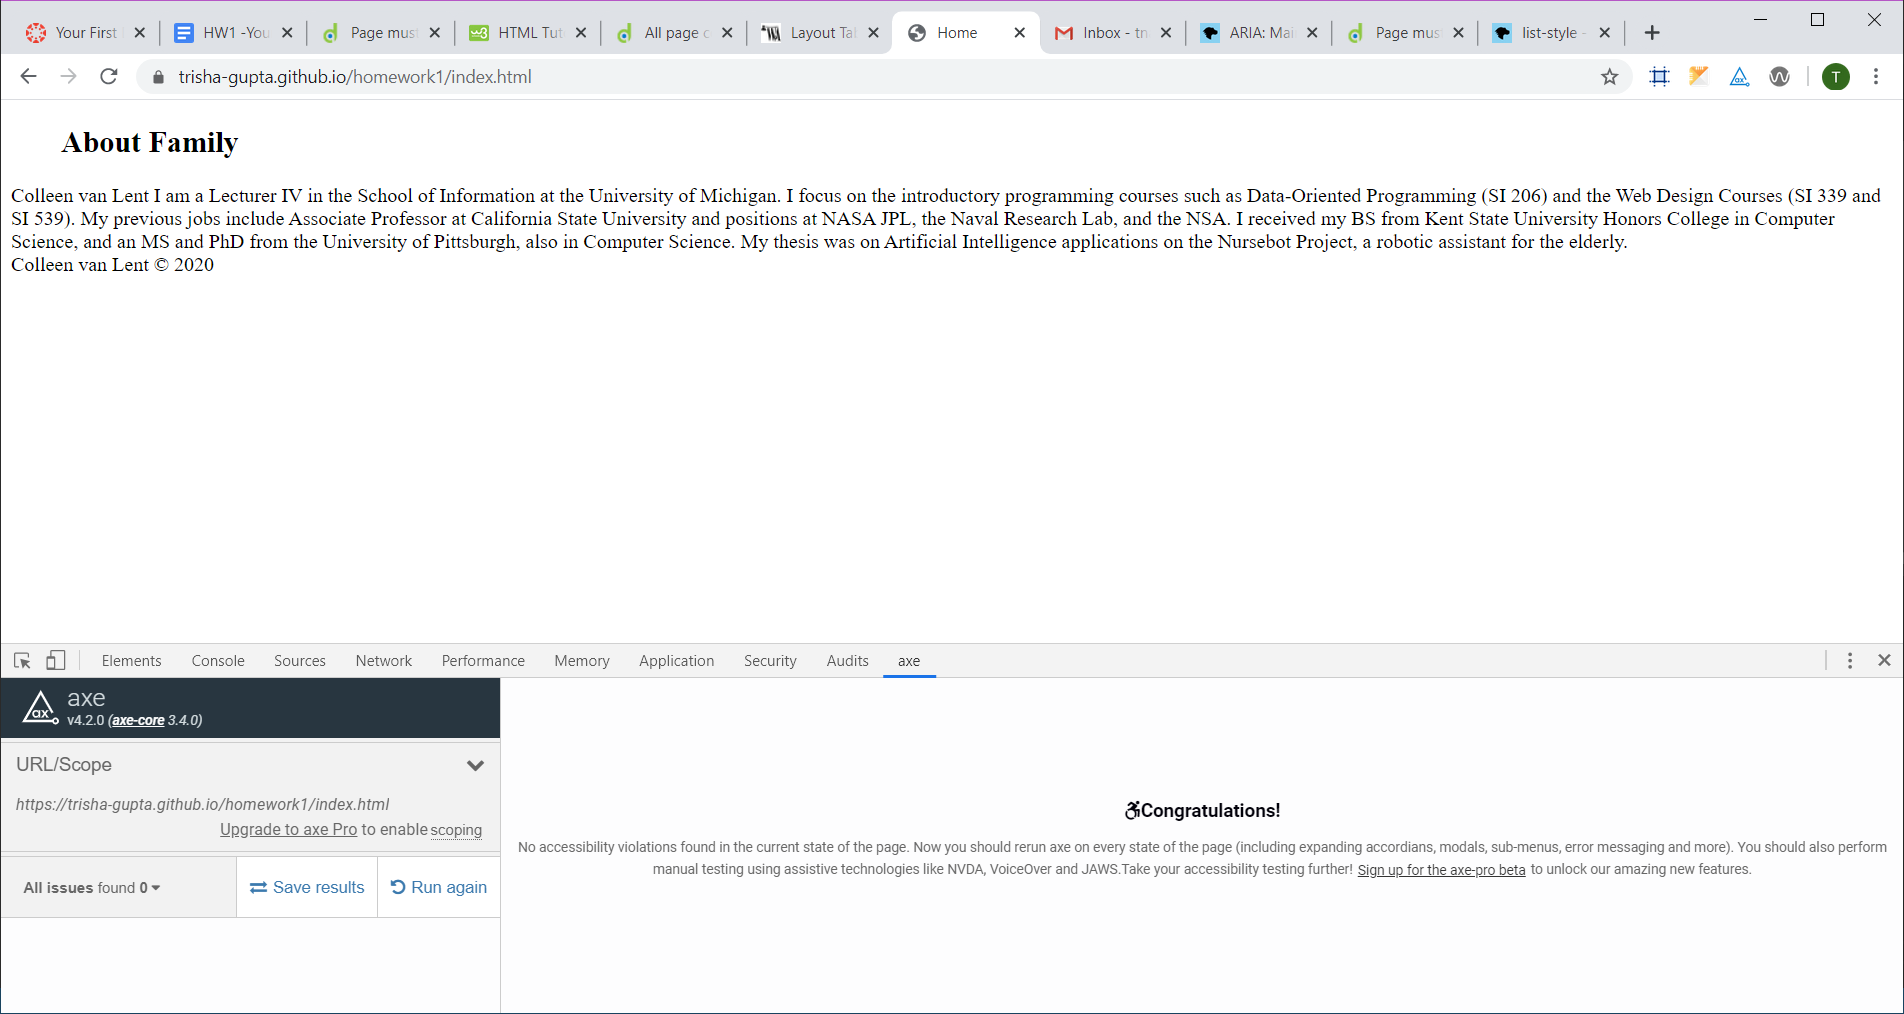 Your First
HW1 -You
Page mus
HTML Tut
All page c
Layout Ta
Home
Inbox - tn
ARIA: Mai
Page mus
list-style -
trisha-gupta.github.io/homework1/index.html
T
About Family
Colleen van Lent I am a Lecturer IV in the School of Information at the University of Michigan. I focus on the introductory programming courses such as Data-Oriented Programming (SI 206) and the Web Design Courses (SI 339 and
SI 539). My previous jobs include Associate Professor at California State University and positions at NASA JPL, the Naval Research Lab, and the NSA. I received my BS from Kent State University Honors College in Computer
Science, and an MS and PhD from the University of Pittsburgh, also in Computer Science. My thesis was on Artificial Intelligence applications on the Nursebot Project, a robotic assistant for the elderly.
Colleen van Lent © 2020
Elements Console Sources Network Performance Memory Application Security Audits axe
axe
v4.2.0 (axe-core 3.4.0)
URL/Scope
https://trisha-gupta.github.io/homework1/index.html
Upgrade to axe Pro to enable scoping
All issues found 0
Save results
Run again
Congratulations!
No accessibility violations found in the current state of the page. Now you should rerun axe on every state of the page (including expanding accordians, modals, sub-menus, error messaging and more). You should also perform
manual testing using assistive technologies like NVDA, VoiceOver and JAWS.Take your accessibility testing further! Sign up for the axe-pro beta to unlock our amazing new features.